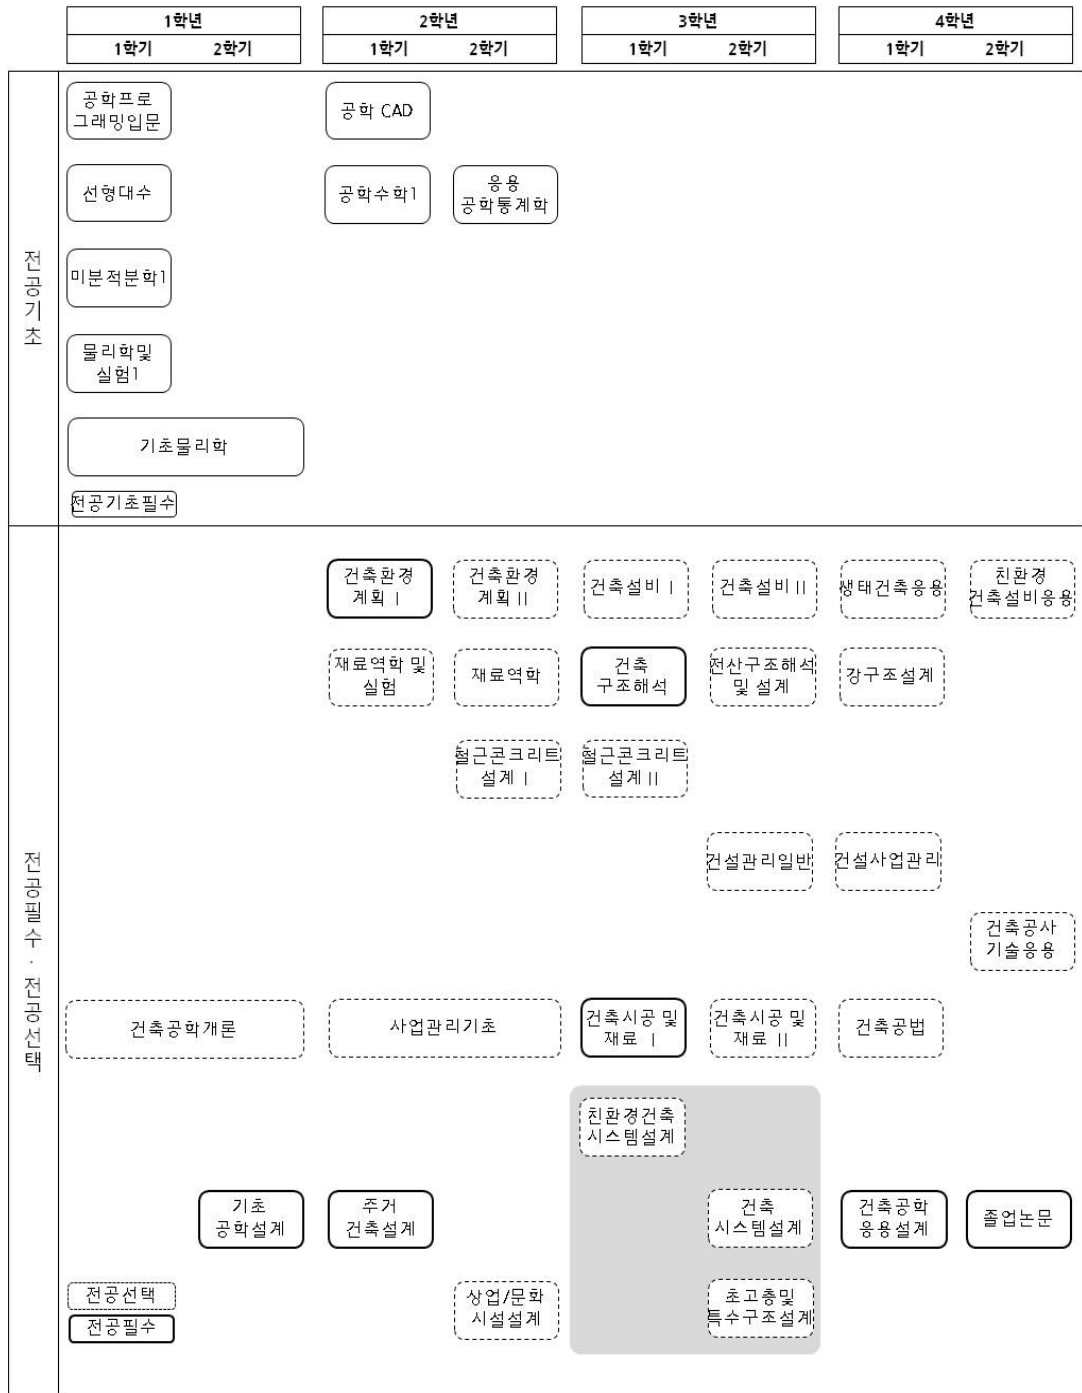 1학년 2학년 3학년 4학년
1학기 2학기 1학기 2학기 1학기 2학기 1학기 2학기
전공기초
공학프로
그래밍입문
공학 CAD
선형대수
공학수학1
응용
공학통계학
미분적분학1
물리학및
실험1
기초물리학
전공기초필수
전공필수·전공선택
건축환경
계획 I
건축환경
계획 II
건축설비 I
건축설비 II
생태건축응용
친환경
건축설비응용
재료역학 및
실험
재료역학
건축
구조해석
전산구조해석
및 설계
강구조설계
철근콘크리트
설계 I
철근콘크리트
설계 II
건설관리일반
건설사업관리
건축공사
기술응용
건축공학개론
사업관리기초
건축시공 및
재료 I
건축시공 및
재료 II
건축공법
친환경건축
시스템설계
기초
공학설계
주거
건축설계
건축
시스템설계
건축공학
응용설계
졸업논문
전공선택
전공필수
상업/문화
시설설계
초고층및
특수구조설계